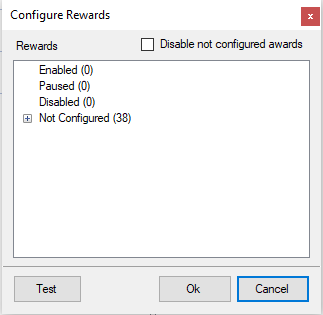 Configure Rewards
x
Rewards
Disable not configured awards
Enabled (0)
Paused (0)
Disabled (0)
Not Configured (38)
Test
Ok
Cancel